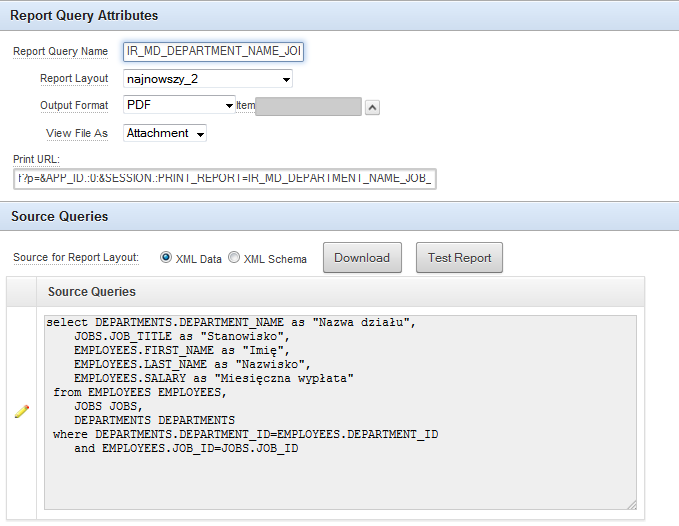 Report Query Attributes
Report Query Name IR_MD_DEPARTMENT_NAME_JOI
Report Layout najnowszy_2
Output Format PDF Item
View File As Attachment
Print URL:
f?p=&APP_ID.:0:&SESSION.:PRINT_REPORT=IR_MD_DEPARTMENT_NAME_JOB_
Source Queries
Source for Report Layout: XML Data XML Schema Download Test Report
Source Queries
select DEPARTMENTS.DEPARTMENT_NAME as "Nazwa działu",
JOBS.JOB_TITLE as "Stanowisko",
EMPLOYEES.FIRST_NAME as "Imię",
EMPLOYEES.LAST_NAME as "Nazwisko",
EMPLOYEES.SALARY as "Miesięczna wypłata"
from EMPLOYEES EMPLOYEES,
JOBS JOBS,
DEPARTMENTS DEPARTMENTS
where DEPARTMENTS.DEPARTMENT_ID=EMPLOYEES.DEPARTMENT_ID
and EMPLOYEES.JOB_ID=JOBS.JOB_ID